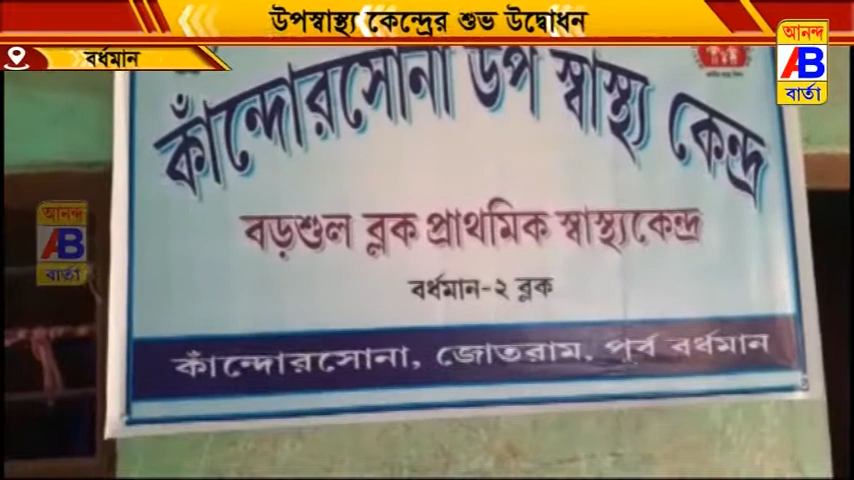 উপস্বাস্থ্য কেন্দ্রের শুভ উদ্বোধন
বর্ধমান
আনন্দ
AB
বার্তা
কাঁন্দোরসোনা উপ স্বাস্থ্য কেন্দ্র
বড়শুল ব্লক প্রাথমিক স্বাস্থ্যকেন্দ্র
আনন্দ
AB
বার্তা
বর্ধমান-২ ব্লক
কাঁন্দোরসোনা, জোতরাম, পূর্ব বর্ধমান